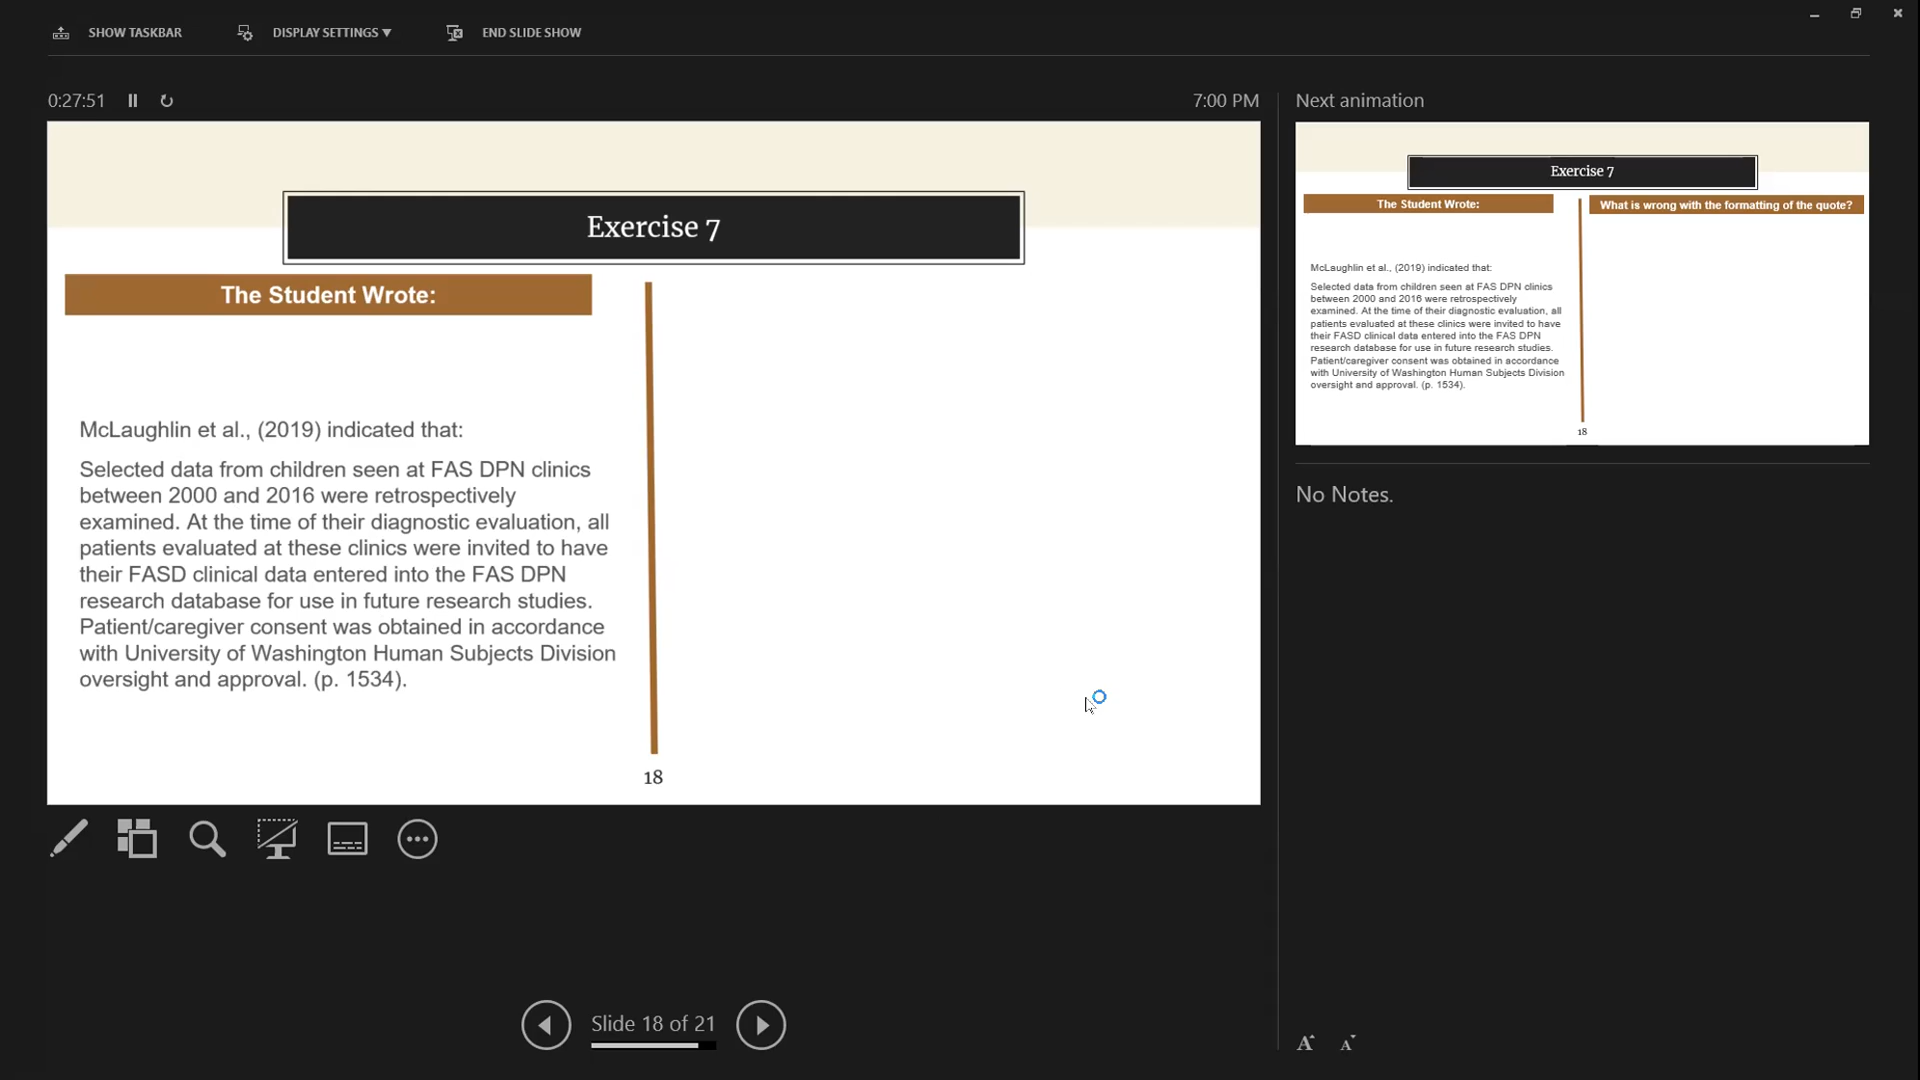 SHOW TASKBAR
DISPLAY SETTINGS ▼
END SLIDE SHOW
0:27:51
7:00 PM
Exercise 7
The Student Wrote:
McLaughlin et al., (2019) indicated that:
Selected data from children seen at FAS DPN clinics
between 2000 and 2016 were retrospectively
examined. At the time of their diagnostic evaluation, all
patients evaluated at these clinics were invited to have
their FASD clinical data entered into the FAS DPN
research database for use in future research studies.
Patient/caregiver consent was obtained in accordance
with University of Washington Human Subjects Division
oversight and approval. (p. 1534).
18
Slide 18 of 21
Next animation
Exercise 7
The Student Wrote:
What is wrong with the formatting of the quote?
McLaughlin et al., (2019) indicated that:
Selected data from children seen at FAS DPN clinics
between 2000 and 2016 were retrospectively
examined. At the time of their diagnostic evaluation, all
patients evaluated at these clinics were invited to have
their FASD clinical data entered into the FAS DPN
research database for use in future research studies.
Patient/caregiver consent was obtained in accordance
with University of Washington Human Subjects Division
oversight and approval. (p. 1534).
18
No Notes.
A A